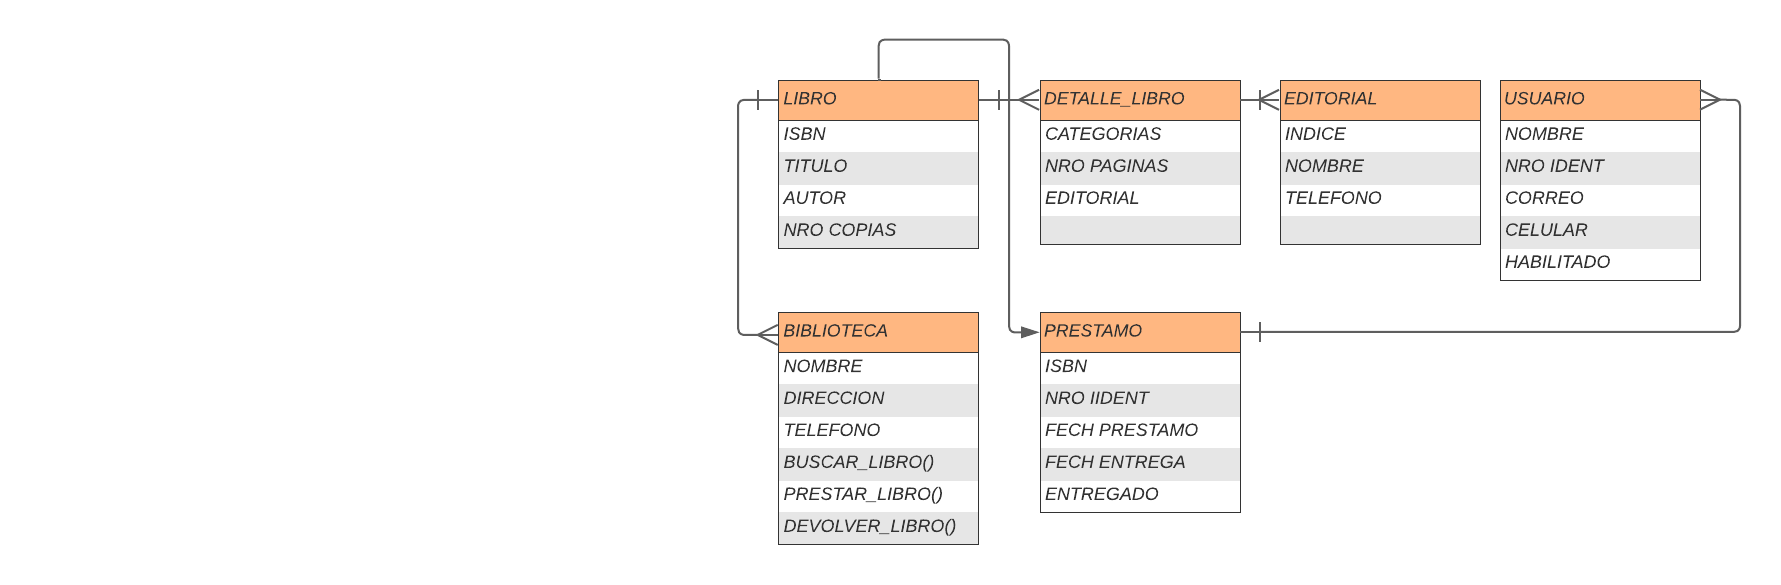 LIBRO
ISBN
TITULO
AUTOR
NRO COPIAS
DETALLE_LIBRO
CATEGORIAS
NRO PAGINAS
EDITORIAL
EDITORIAL
INDICE
NOMBRE
TELEFONO
USUARIO
NOMBRE
NRO IDENT
CORREO
CELULAR
HABILITADO
BIBLIOTECA
NOMBRE
DIRECCION
TELEFONO
BUSCAR_LIBRO()
PRESTAR_LIBRO()
DEVOLVER_LIBRO()
PRESTAMO
ISBN
NRO IIDENT
FECH PRESTAMO
FECH ENTREGA
ENTREGADO